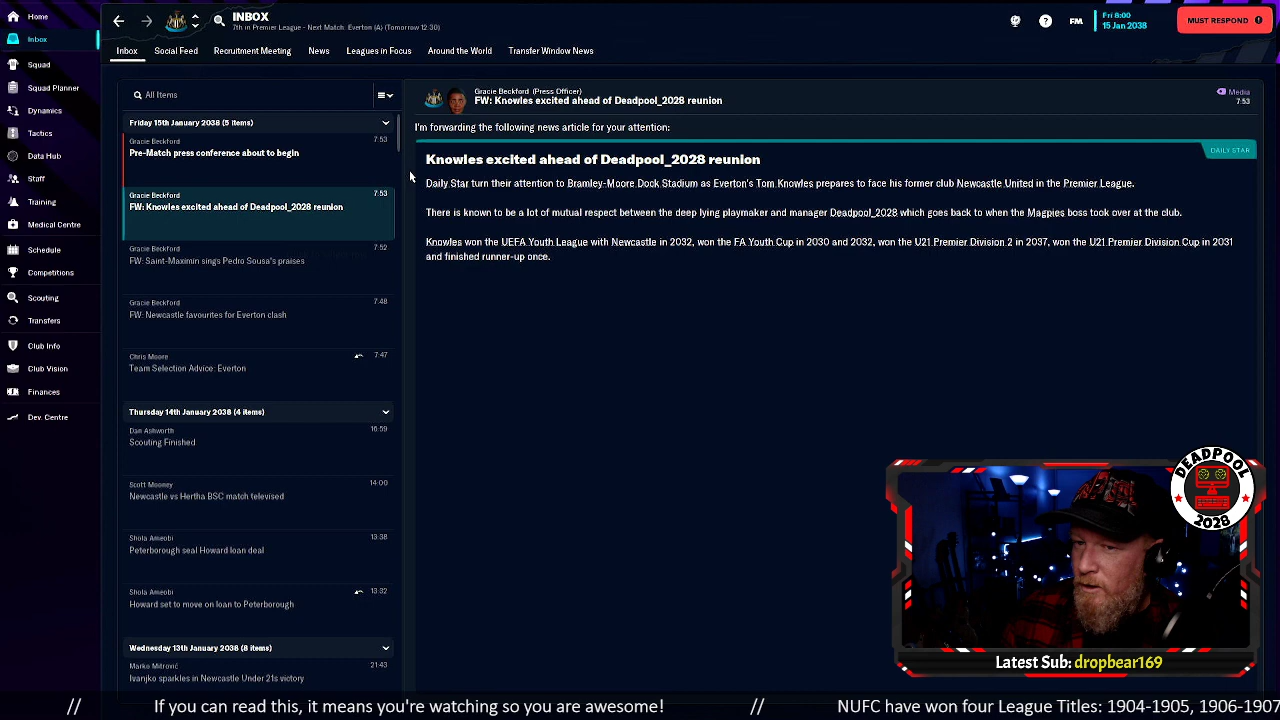 Home
Inbox
Squad
Squad Planner
Dynamics
Tactics
Data Hub
Staff
Training
Medical Centre
Schedule
Competitions
Scouting
Transfers
Club Info
Club Vision
Finances
Dev. Centre
INBOX
7th in Premier League - Next Match: Everton (A) (Tomorrow 12:30)
FM
Fri 8:00
15 Jan 2038
MUST RESPOND
Inbox
Social Feed
Recruitment Meeting
News
Leagues in Focus
Around the World
Transfer Window News
All Items
Friday 15th January 2038 (5 items)
Gracie Beckford 7:53
Pre-Match press conference about to begin
Gracie Beckford 7:53
FW: Knowles excited ahead of Deadpool_2028 reunion
Gracie Beckford 7:52
FW: Saint-Maximin sings Pedro Sousa's praises
Gracie Beckford 7:48
FW: Newcastle favourites for Everton clash
Chris Moore 7:47
Team Selection Advice: Everton
Thursday 14th January 2038 (4 items)
Dan Ashworth 16:59
Scouting Finished
Scott Mooney 14:00
Newcastle vs Hertha BSC match televised
Shola Ameobi 13:38
Peterborough seal Howard loan deal
Shola Ameobi 13:32
Howard set to move on loan to Peterborough
Wednesday 13th January 2038 (8 items)
Marko Mitrović 21:43
Ivanjko sparkles in Newcastle Under 21s victory
Gracie Beckford (Press Officer)
FW: Knowles excited ahead of Deadpool_2028 reunion
Media
7:53
I'm forwarding the following news article for your attention:
DAILY STAR
Knowles excited ahead of Deadpool_2028 reunion
Daily Star turn their attention to Bramley-Moore Dock Stadium as Everton's Tom Knowles prepares to face his former club Newcastle United in the Premier League.
There is known to be a lot of mutual respect between the deep lying playmaker and manager Deadpool_2028 which goes back to when the Magpies boss took over at the club.
Knowles won the UEFA Youth League with Newcastle in 2032, won the FA Youth Cup in 2030 and 2032, won the U21 Premier Division 2 in 2037, won the U21 Premier Division Cup in 2031
and finished runner-up once.
DEADPOOL
2028
Latest Sub: dropbear169
// If you can read this, it means you're watching so you are awesome! // NUFC have won four League Titles: 1904-1905, 1906-1907